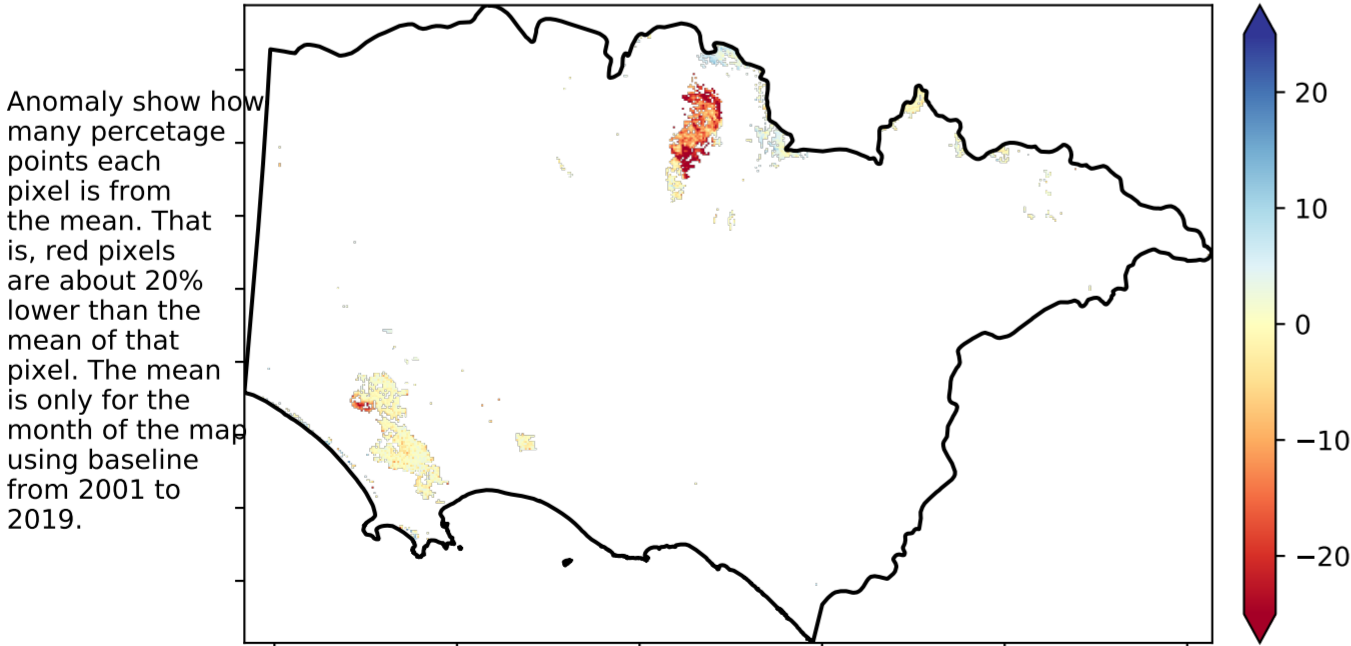 Anomaly show how
many percetage
points each
pixel is from
the mean. That
is, red pixels
are about 20%
lower than the
mean of that
pixel. The mean
is only for the
month of the map
using baseline
from 2001 to
2019.
20
10
0
−10
−20